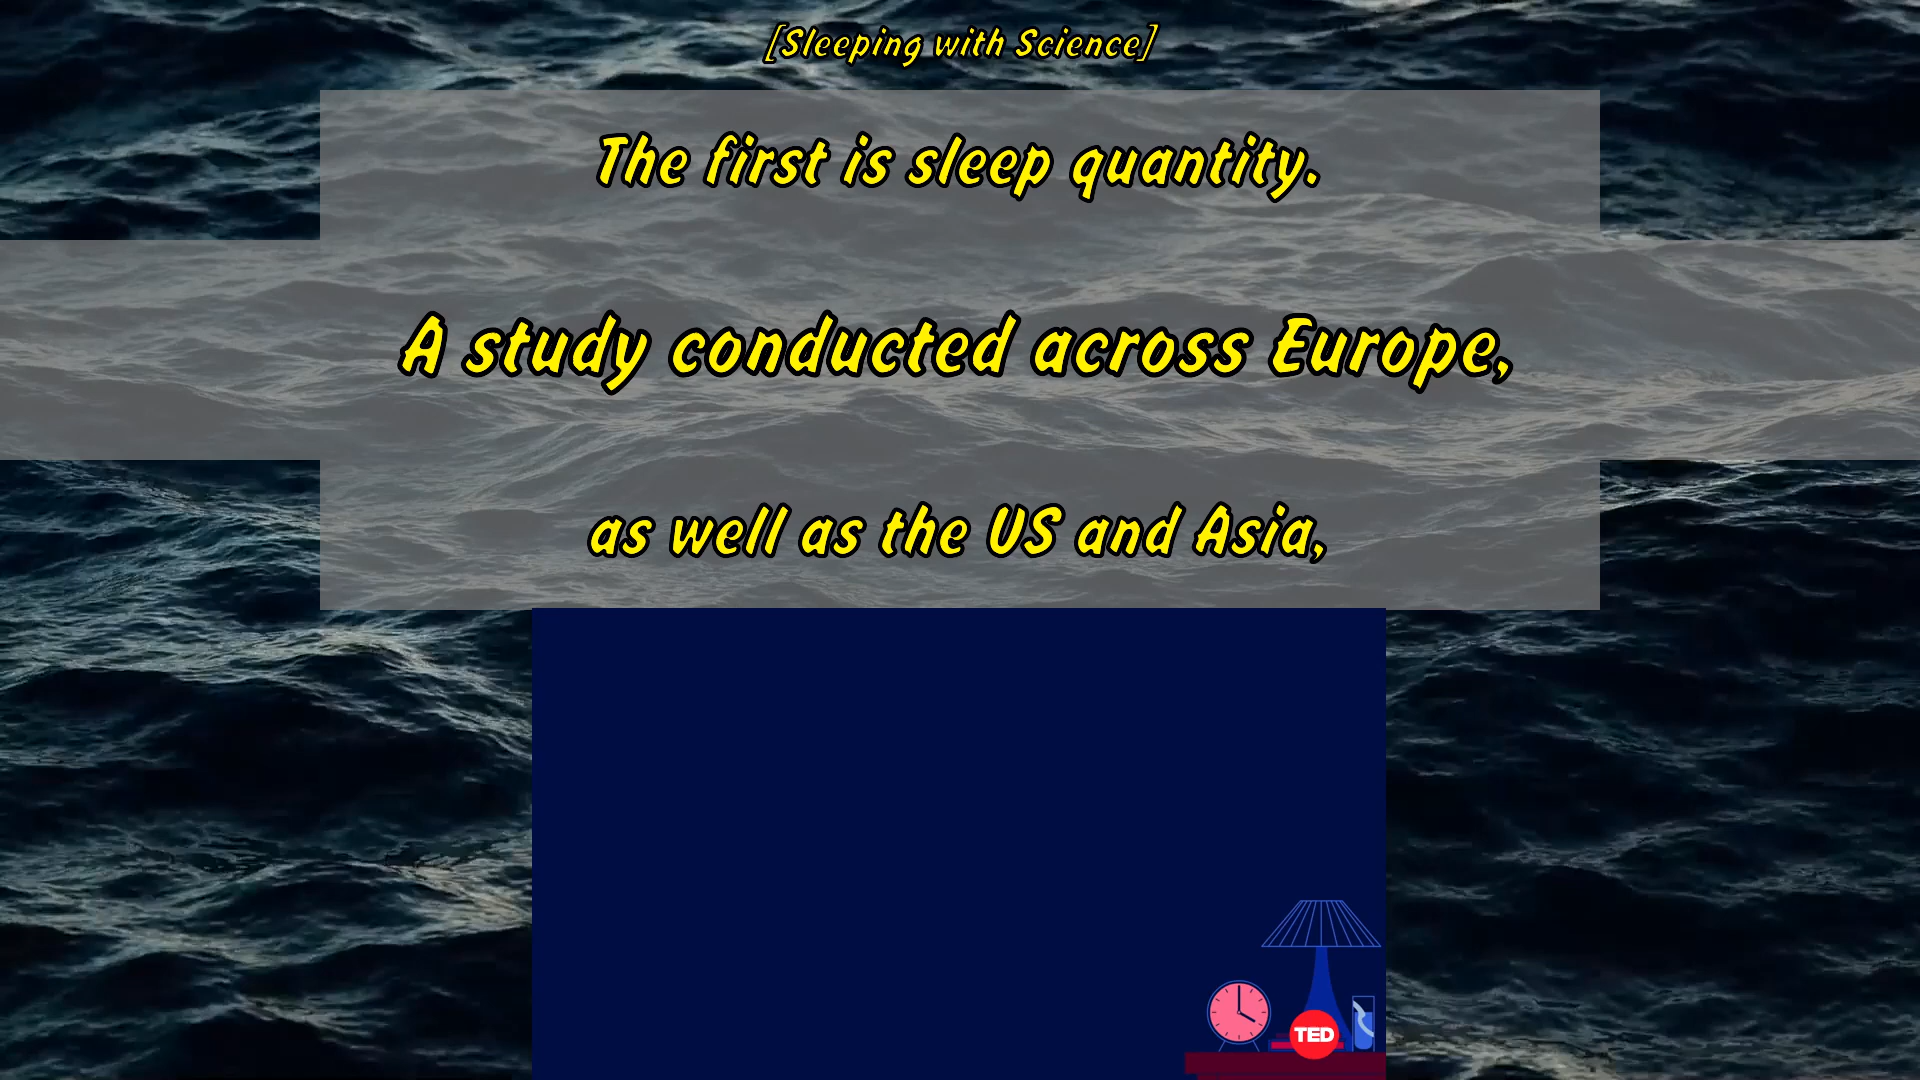 [Sleeping with Science]
The first is sleep quantity.
A study conducted across Europe,
as well as the US and Asia,
TED